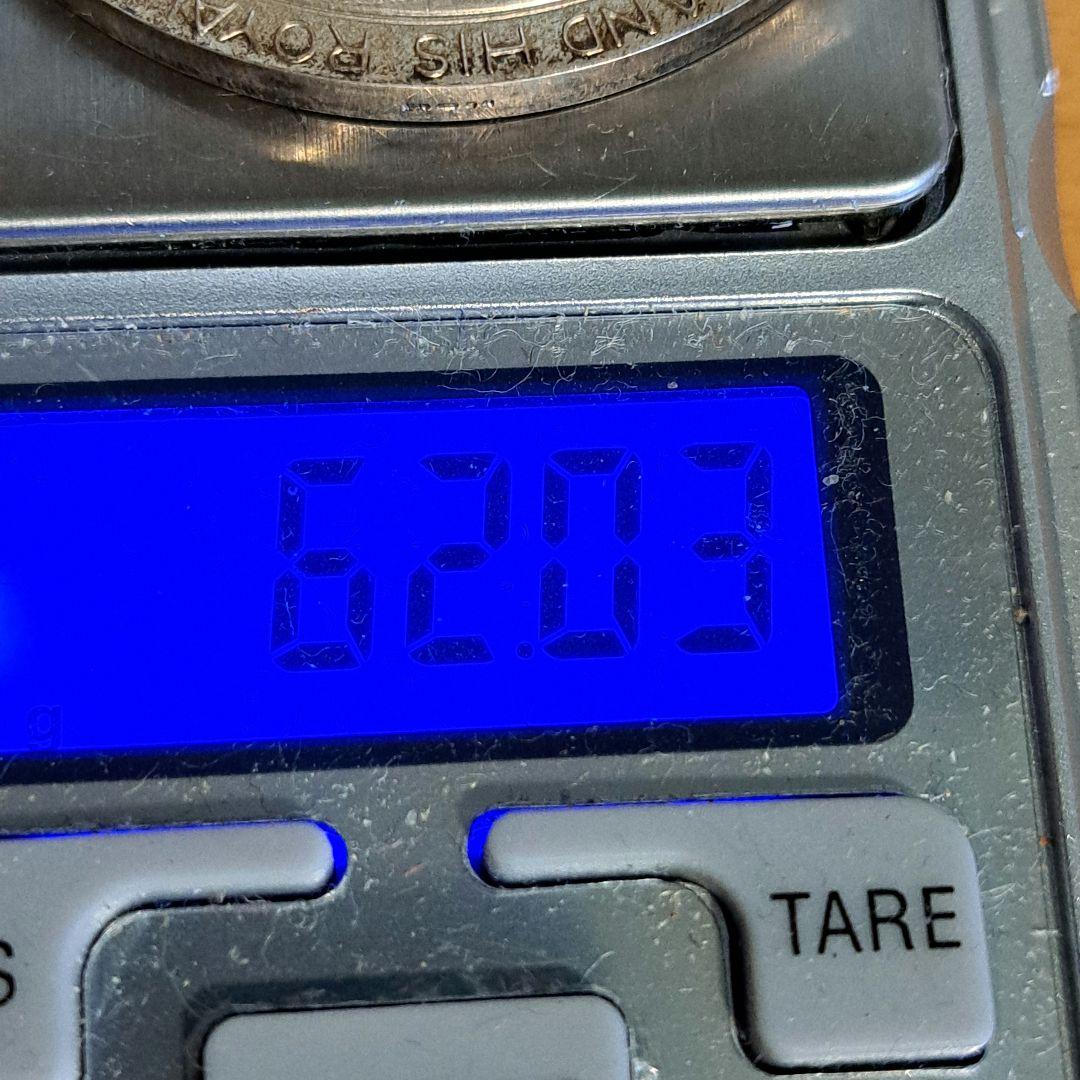 ROYA
HIS
AND
62.03
g
S
TARE